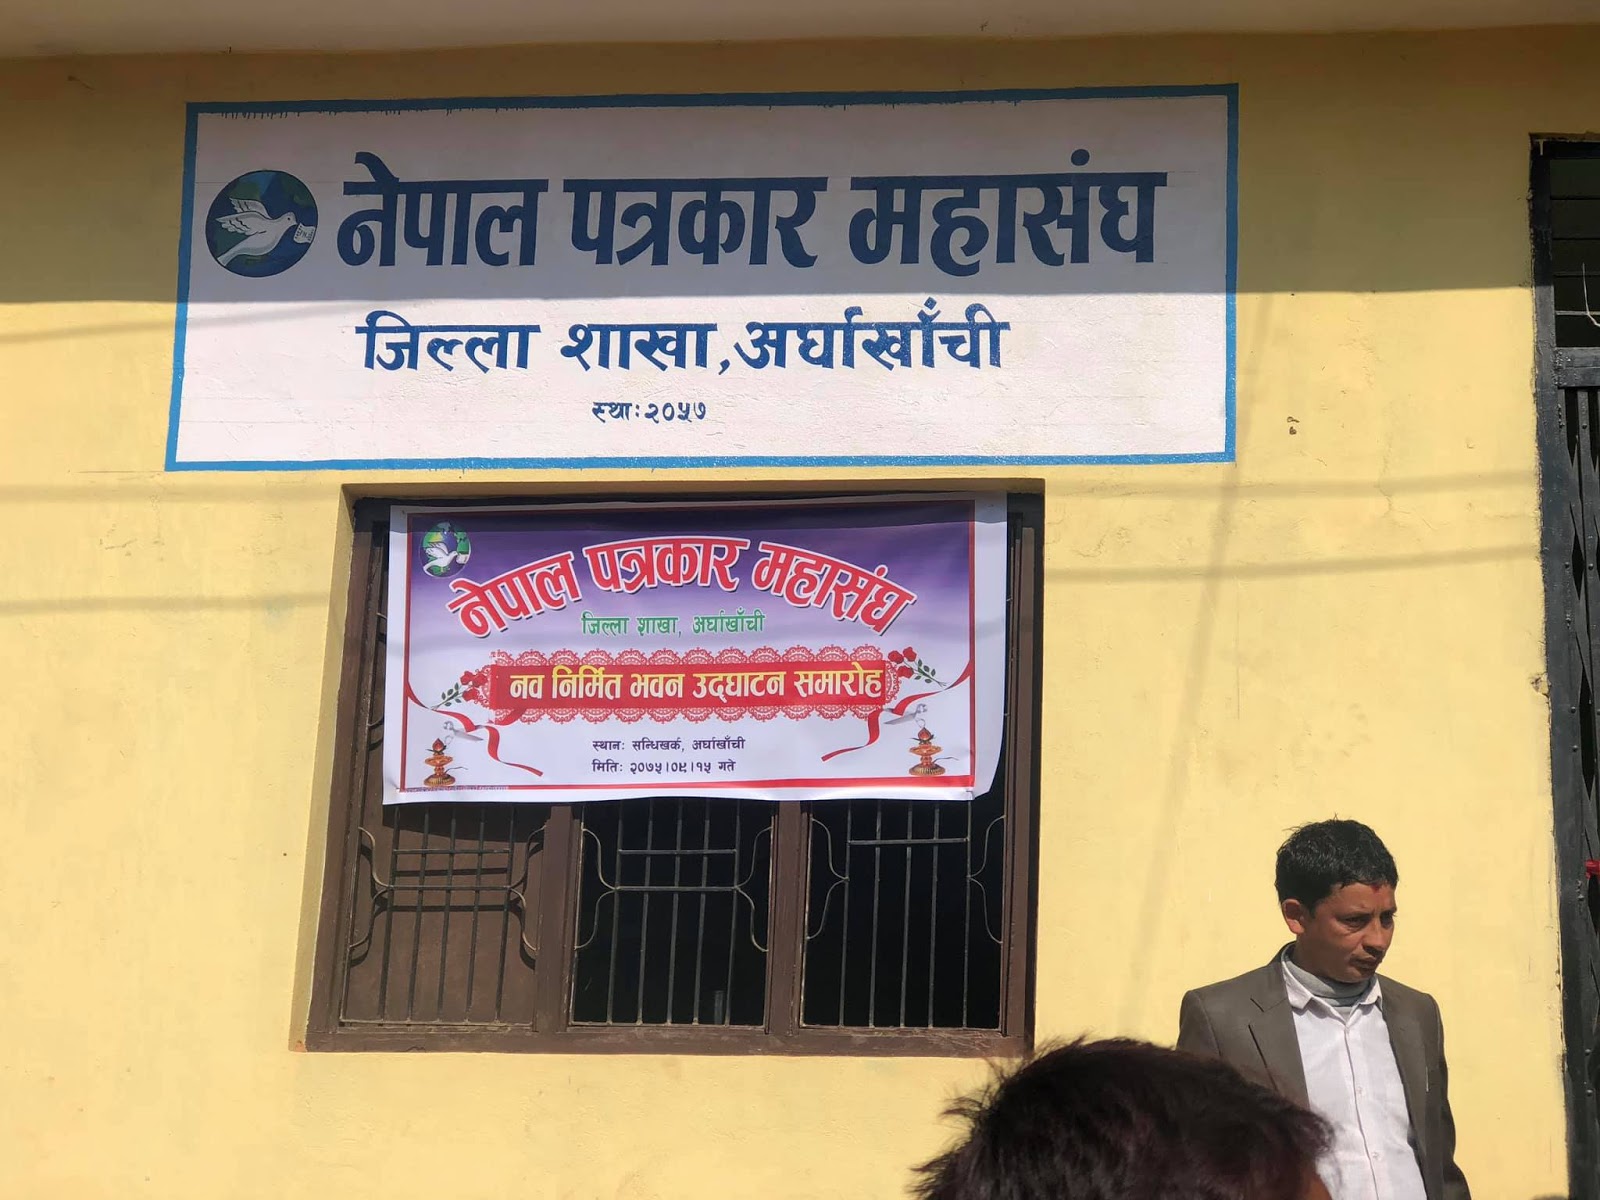 नेपाल पत्रकार महासंघ
जिल्ला शाखा, अर्घाखाँची
स्था: २०५७
नेपाल पत्रकार महासंघ
जिल्ला शाखा, अर्घाखाँची
नव निर्मित भवन उद्घाटन समारोह
स्थान: सन्धिखर्क, अर्घाखाँची
मिति: २०७५।०९।१५ गते